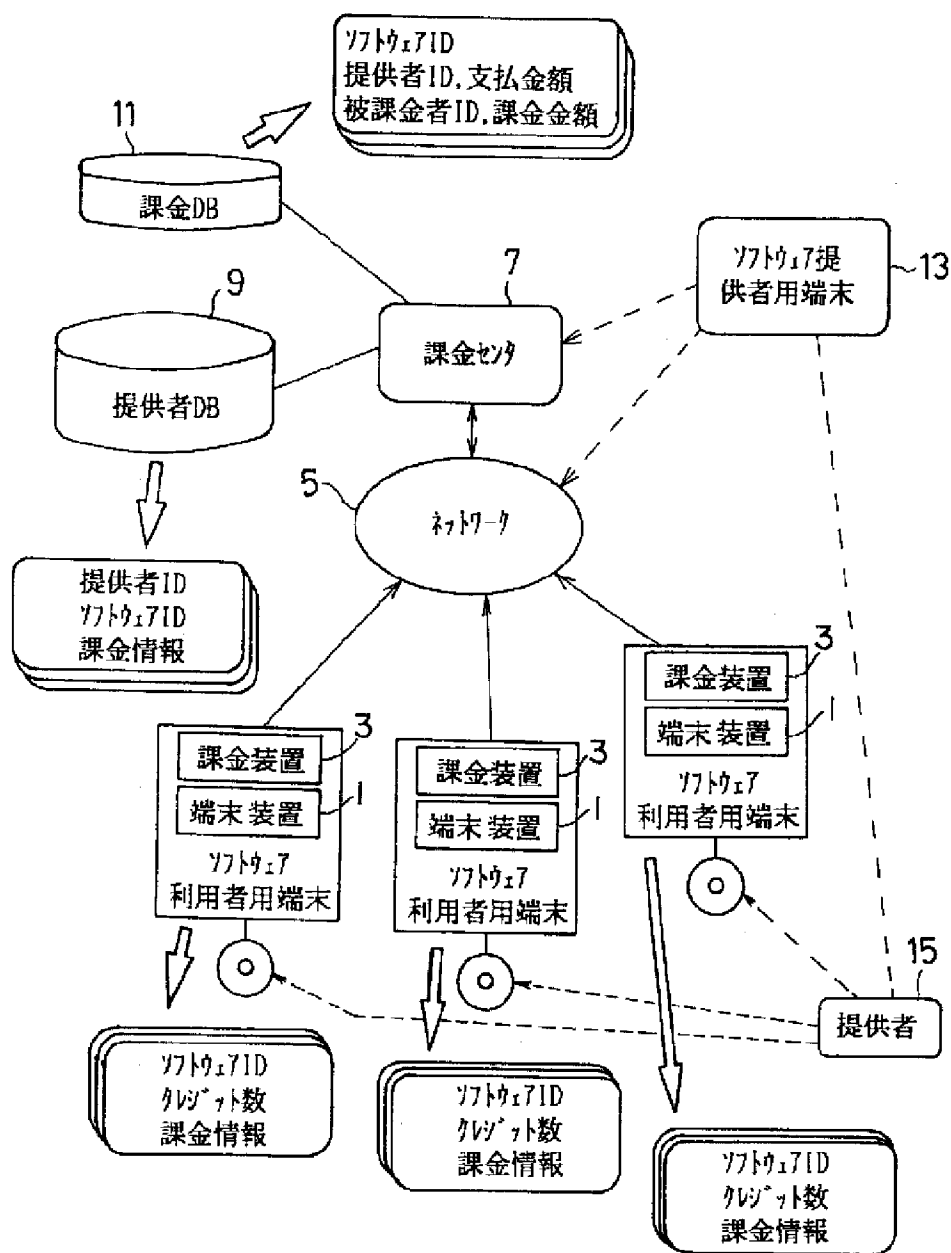 ソフトウェアID
提供者ID,支払金額
被課金者ID,課金金額
11
課金DB
9
提供者DB
7
課金センタ
ソフトウェア提
供者用端末
13
5
ネットワーク
提供者ID
ソフトウェアID
課金情報
3
課金装置
1
端末装置
ソフトウェア
利用者用端末
3
課金装置
1
端末装置
ソフトウェア
利用者用端末
3
課金装置
1
端末装置
ソフトウェア
利用者用端末
15
提供者
ソフトウェアID
クレジット数
課金情報
ソフトウェアID
クレジット数
課金情報
ソフトウェアID
クレジット数
課金情報